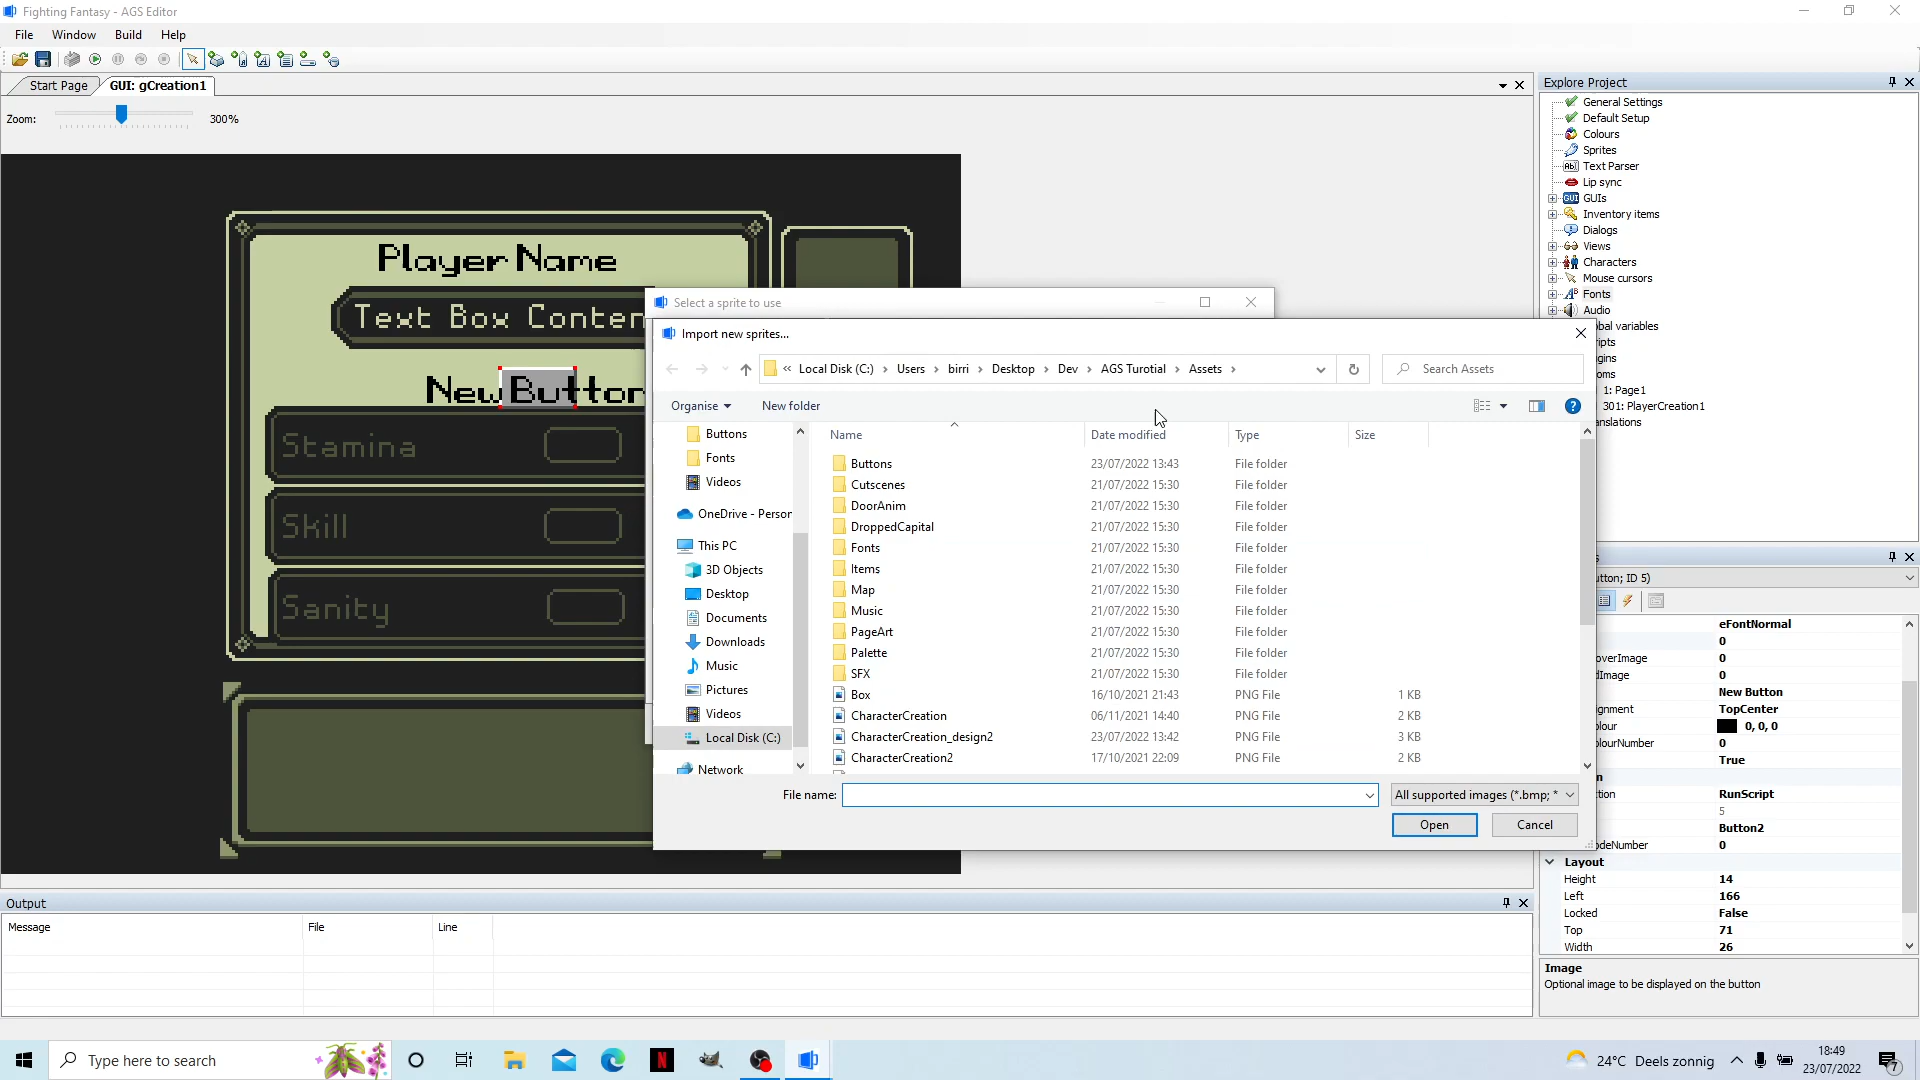 Fighting Fantasy - AGS Editor
File Window Build Help
Start Page GUI: gCreation1
Zoom: 300%
Player Name
Text Box Conten
New Button
Stamina
Skill
Sanity
Select a sprite to use
Import new sprites...
« Local Disk (C:) › Users › birri › Desktop › Dev › AGS Turotial › Assets ›
Search Assets
Organise New folder
Buttons
Fonts
Videos
OneDrive - Person
This PC
3D Objects
Desktop
Documents
Downloads
Music
Pictures
Videos
Local Disk (C:)
Network
Name Date modified Type Size
Buttons 23/07/2022 13:43 File folder
Cutscenes 21/07/2022 15:30 File folder
DoorAnim 21/07/2022 15:30 File folder
DroppedCapital 21/07/2022 15:30 File folder
Fonts 21/07/2022 15:30 File folder
Items 21/07/2022 15:30 File folder
Map 21/07/2022 15:30 File folder
Music 21/07/2022 15:30 File folder
PageArt 21/07/2022 15:30 File folder
Palette 21/07/2022 15:30 File folder
SFX 21/07/2022 15:30 File folder
Box 16/10/2021 21:43 PNG File 1 KB
CharacterCreation 06/11/2021 14:40 PNG File 2 KB
CharacterCreation_design2 23/07/2022 13:42 PNG File 3 KB
CharacterCreation2 17/10/2021 22:09 PNG File 2 KB
File name: All supported images (*.bmp; *
Open Cancel
Explore Project
General Settings
Default Setup
Colours
Sprites
Text Parser
Lip sync
GUIs
Inventory items
Dialogs
Views
Characters
Mouse cursors
Fonts
Audio
bal variables
ipts
gins
oms
1: Page1
301: PlayerCreation1
anslations
s
tton; ID 5)
eFontNormal
0
overImage 0
dImage 0
New Button
gnment TopCenter
lour 0, 0, 0
olourNumber 0
True
n
tion RunScript
5
Button2
odeNumber 0
Layout
Height 14
Left 166
Locked False
Top 71
Width 26
Image
Optional image to be displayed on the button
Output
Message File Line
Type here to search
24°C Deels zonnig
18:49
23/07/2022
7